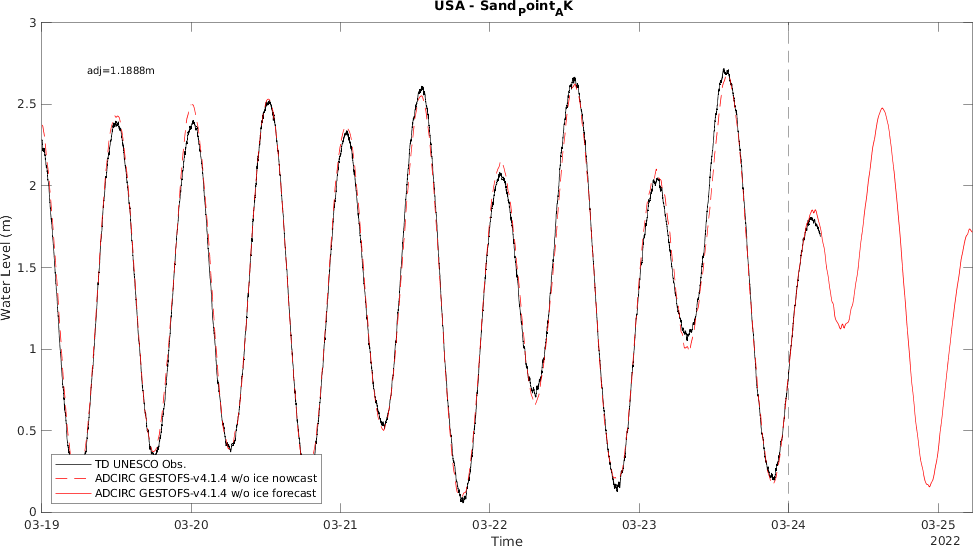 USA - Sand_Point_AK
3
adj=1.1888m
2.5
2
1.5
1
0.5
0
Water Level (m)
TD UNESCO Obs.
ADCIRC GESTOFS-v4.1.4 w/o ice nowcast
ADCIRC GESTOFS-v4.1.4 w/o ice forecast
03-19 03-20 03-21 03-22 03-23 03-24 03-25
Time
2022